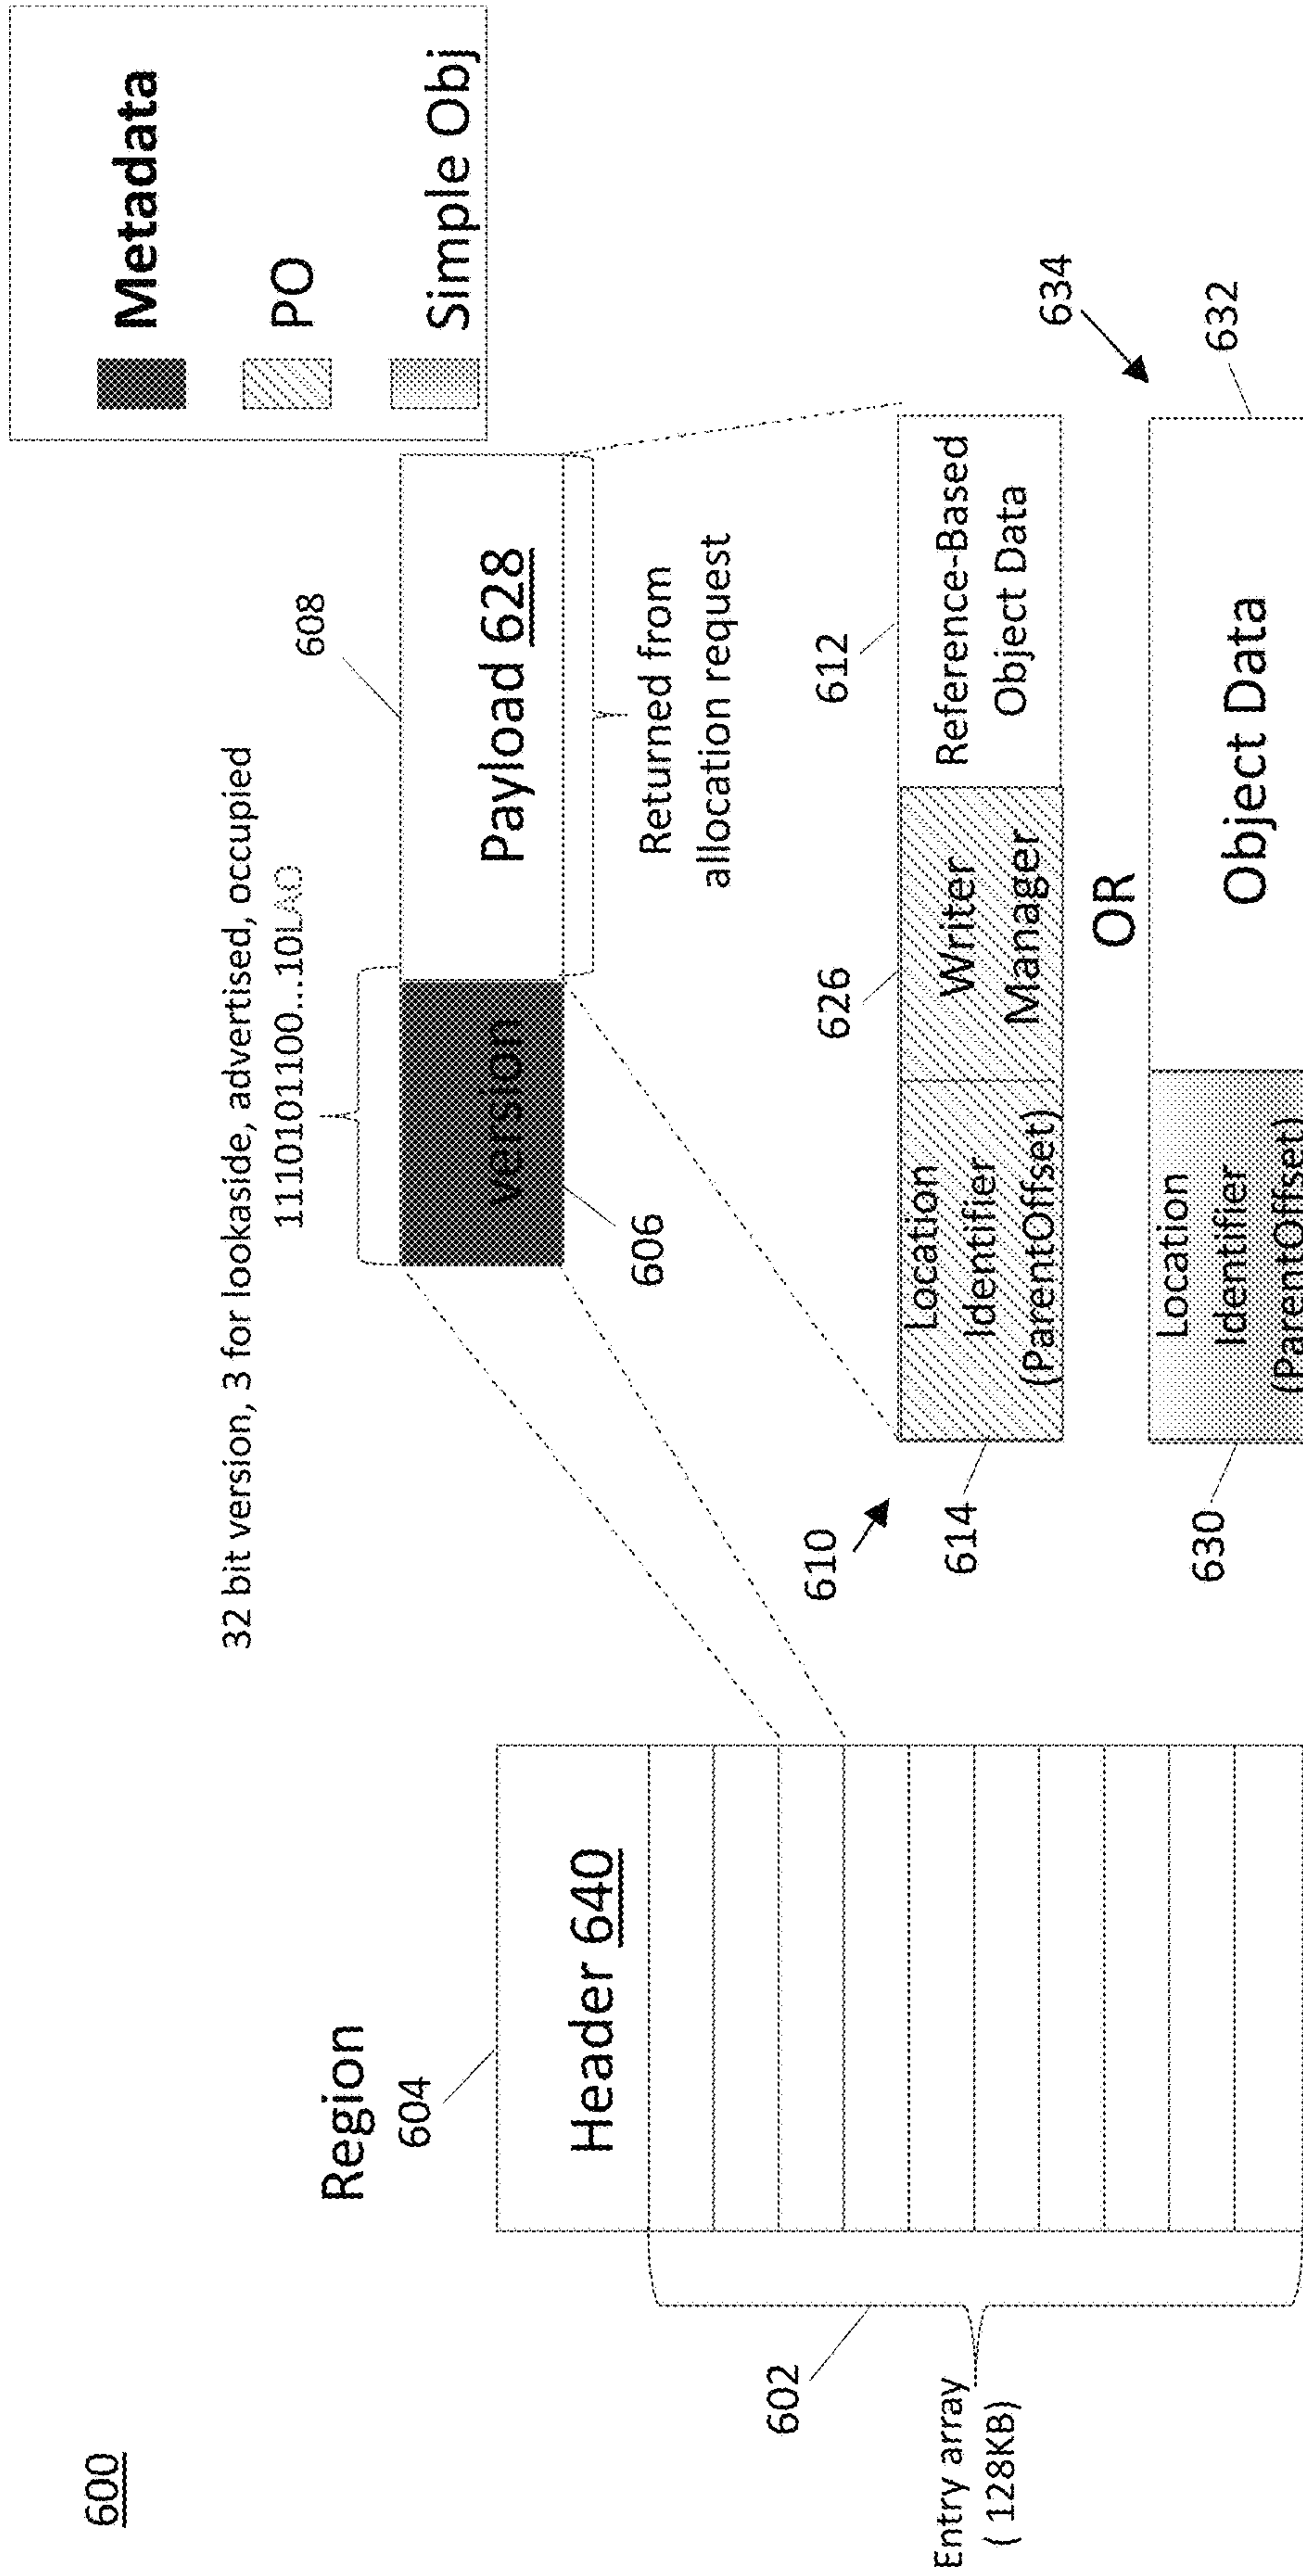 600
Region
604
Header 640
602
Entry array
( 128KB)
32 bit version, 3 for lookaside, advertised, occupied
1110101100...10LAO
608
version
Payload 628
606
Returned from
allocation request
Metadata
PO
Simple Obj
610
614
626
612
Location
Identifier
(ParentOffset)
Writer
Manager
Reference-Based
Object Data
OR
634
630
632
Location
Identifier
(ParentOffset)
Object Data